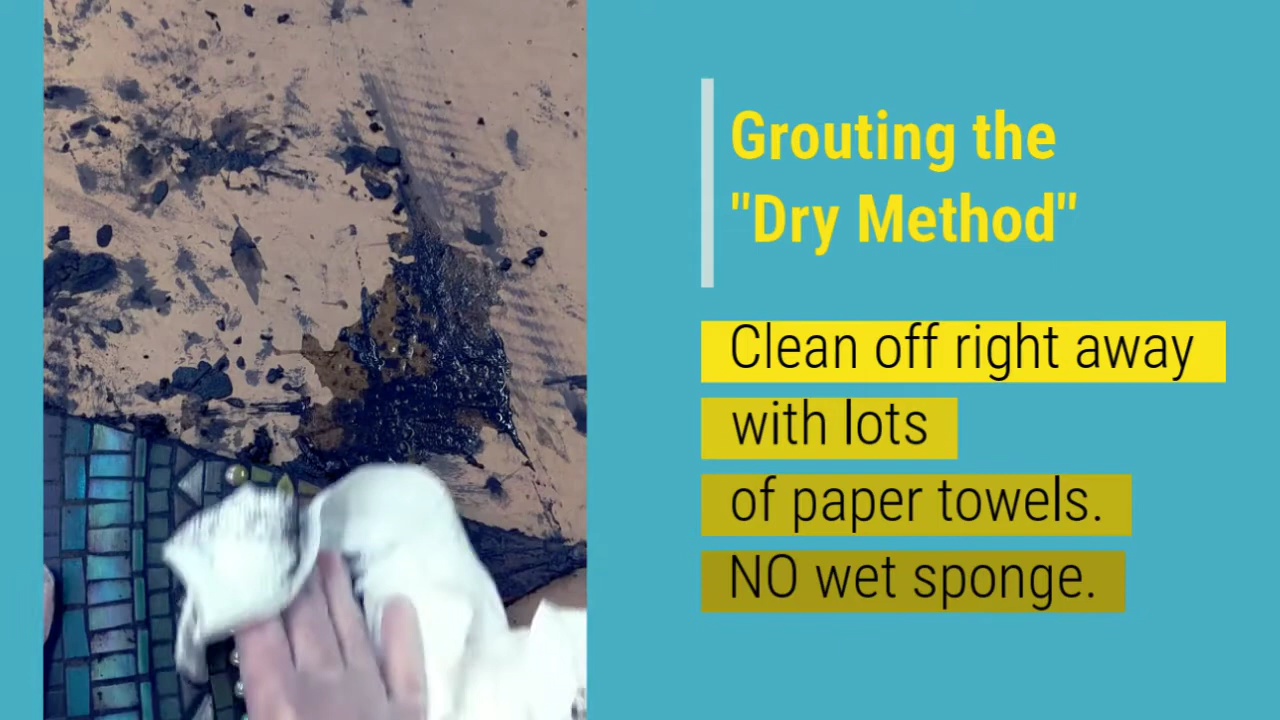 Grouting the
"Dry Method"
Clean off right away
with lots
of paper towels.
NO wet sponge.